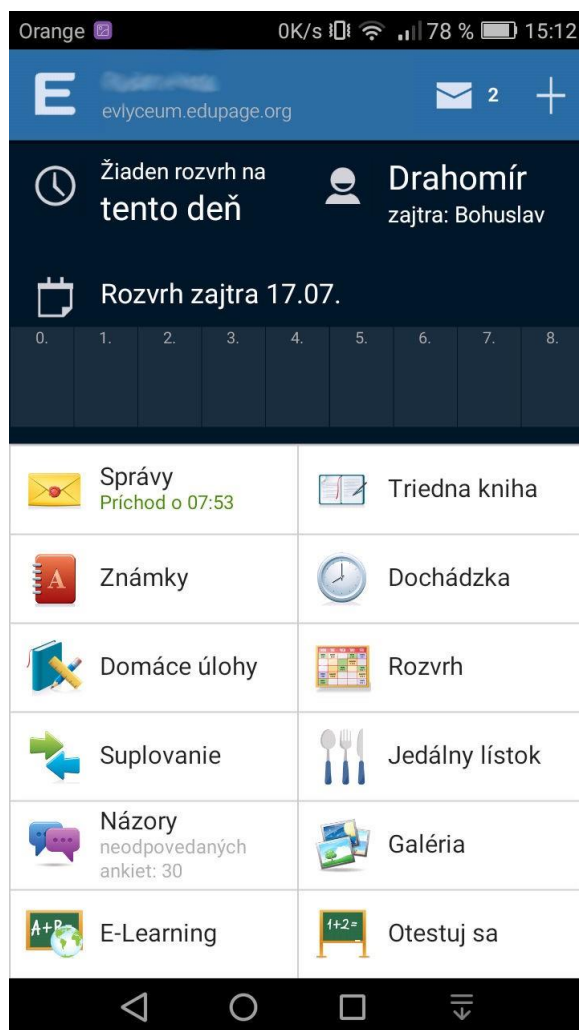 Orange 0K/s 78 % 15:12
E
evlyceum.edupage.org
2
Žiaden rozvrh na
tento deň
Drahomír
zajtra: Bohuslav
Rozvrh zajtra 17.07.
0. 1. 2. 3. 4. 5. 6. 7. 8.
Správy
Príchod o 07:53
Triedna kniha
A
Známky
Dochádzka
Domáce úlohy
Rozvrh
Suplovanie
Jedálny lístok
Názory
neodpovedaných
ankiet: 30
Galéria
E-Learning
1+2=
Otestuj sa